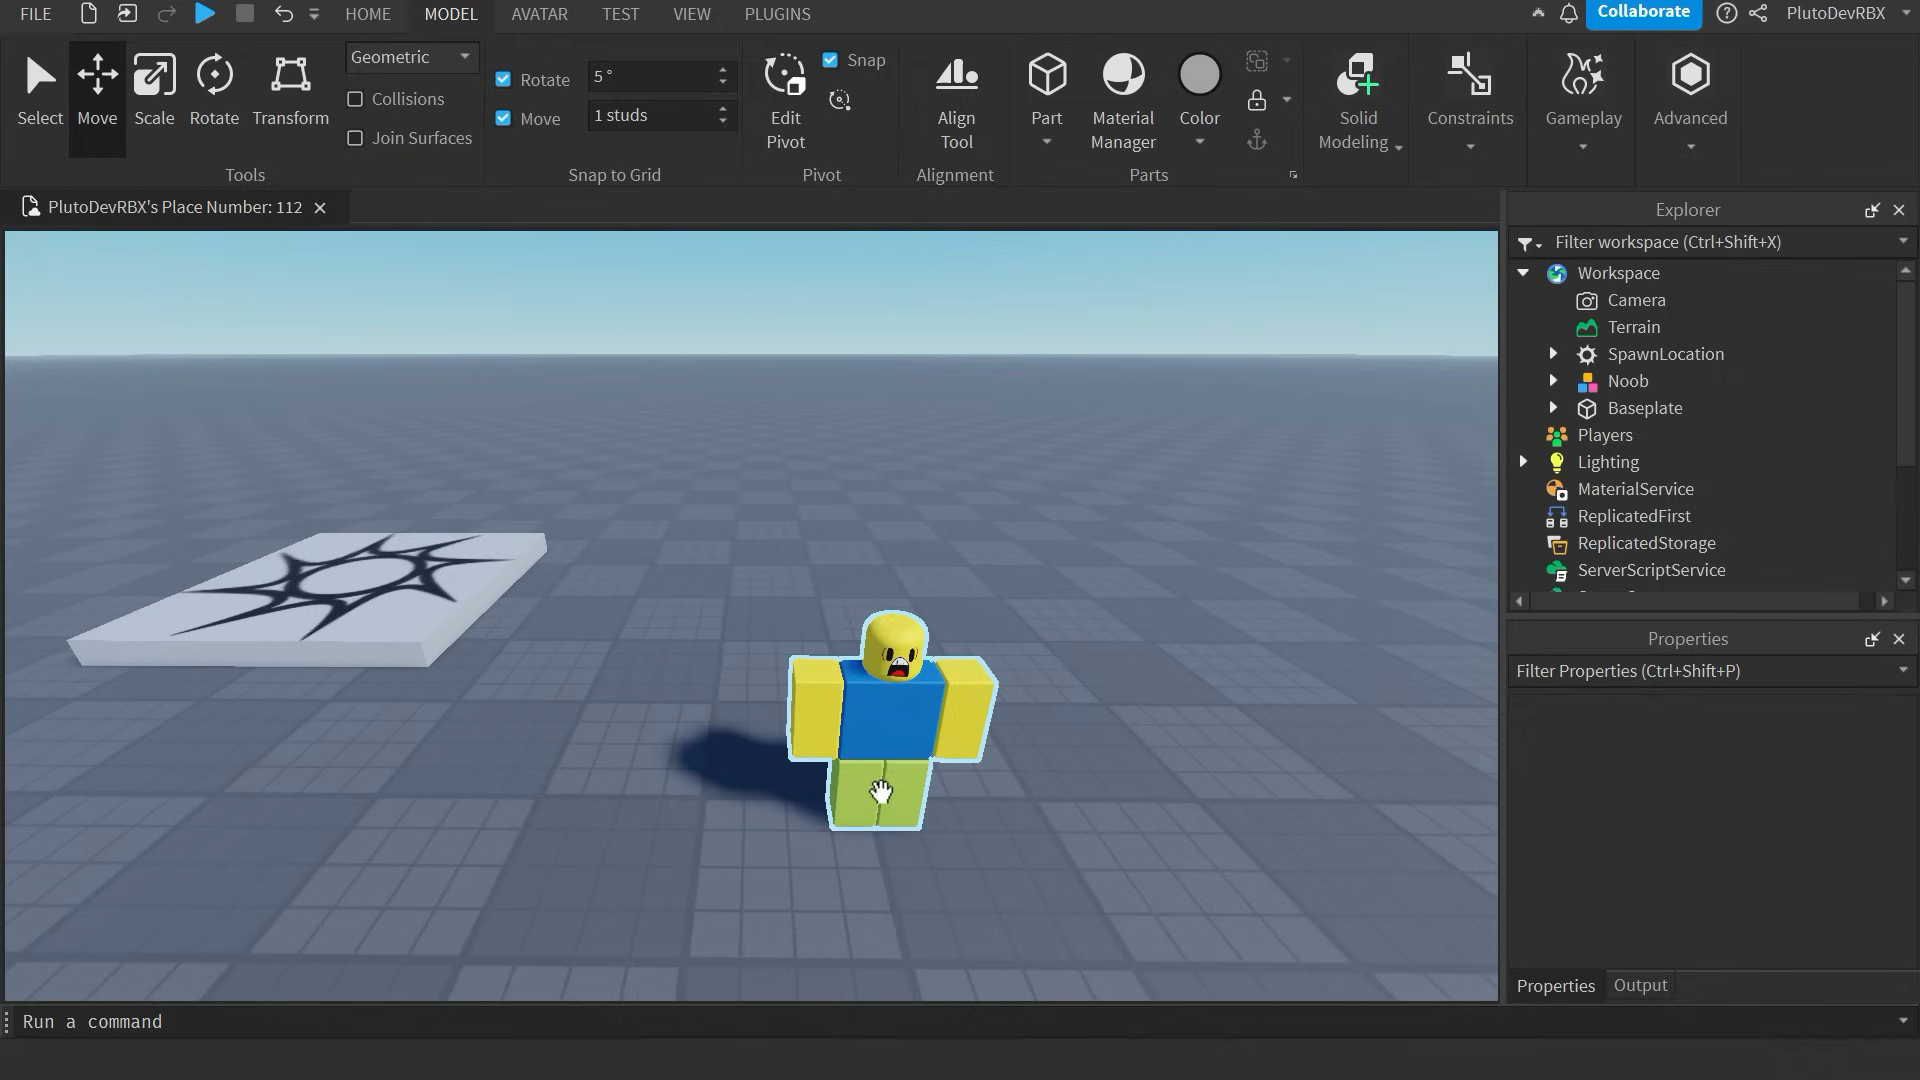 FILE
HOME
MODEL
AVATAR
TEST
VIEW
PLUGINS
Collaborate
PlutoDevRBX
Select
Move
Scale
Rotate
Transform
Geometric
Collisions
Join Surfaces
Tools
Rotate
5 °
Move
1 studs
Snap to Grid
Edit
Pivot
Snap
Pivot
Align
Tool
Alignment
Part
Material
Manager
Color
Parts
Solid
Modeling
Constraints
Gameplay
Advanced
PlutoDevRBX's Place Number: 112
Explorer
Filter workspace (Ctrl+Shift+X)
Workspace
Camera
Terrain
SpawnLocation
Noob
Baseplate
Players
Lighting
MaterialService
ReplicatedFirst
ReplicatedStorage
ServerScriptService
Properties
Filter Properties (Ctrl+Shift+P)
Properties
Output
Run a command